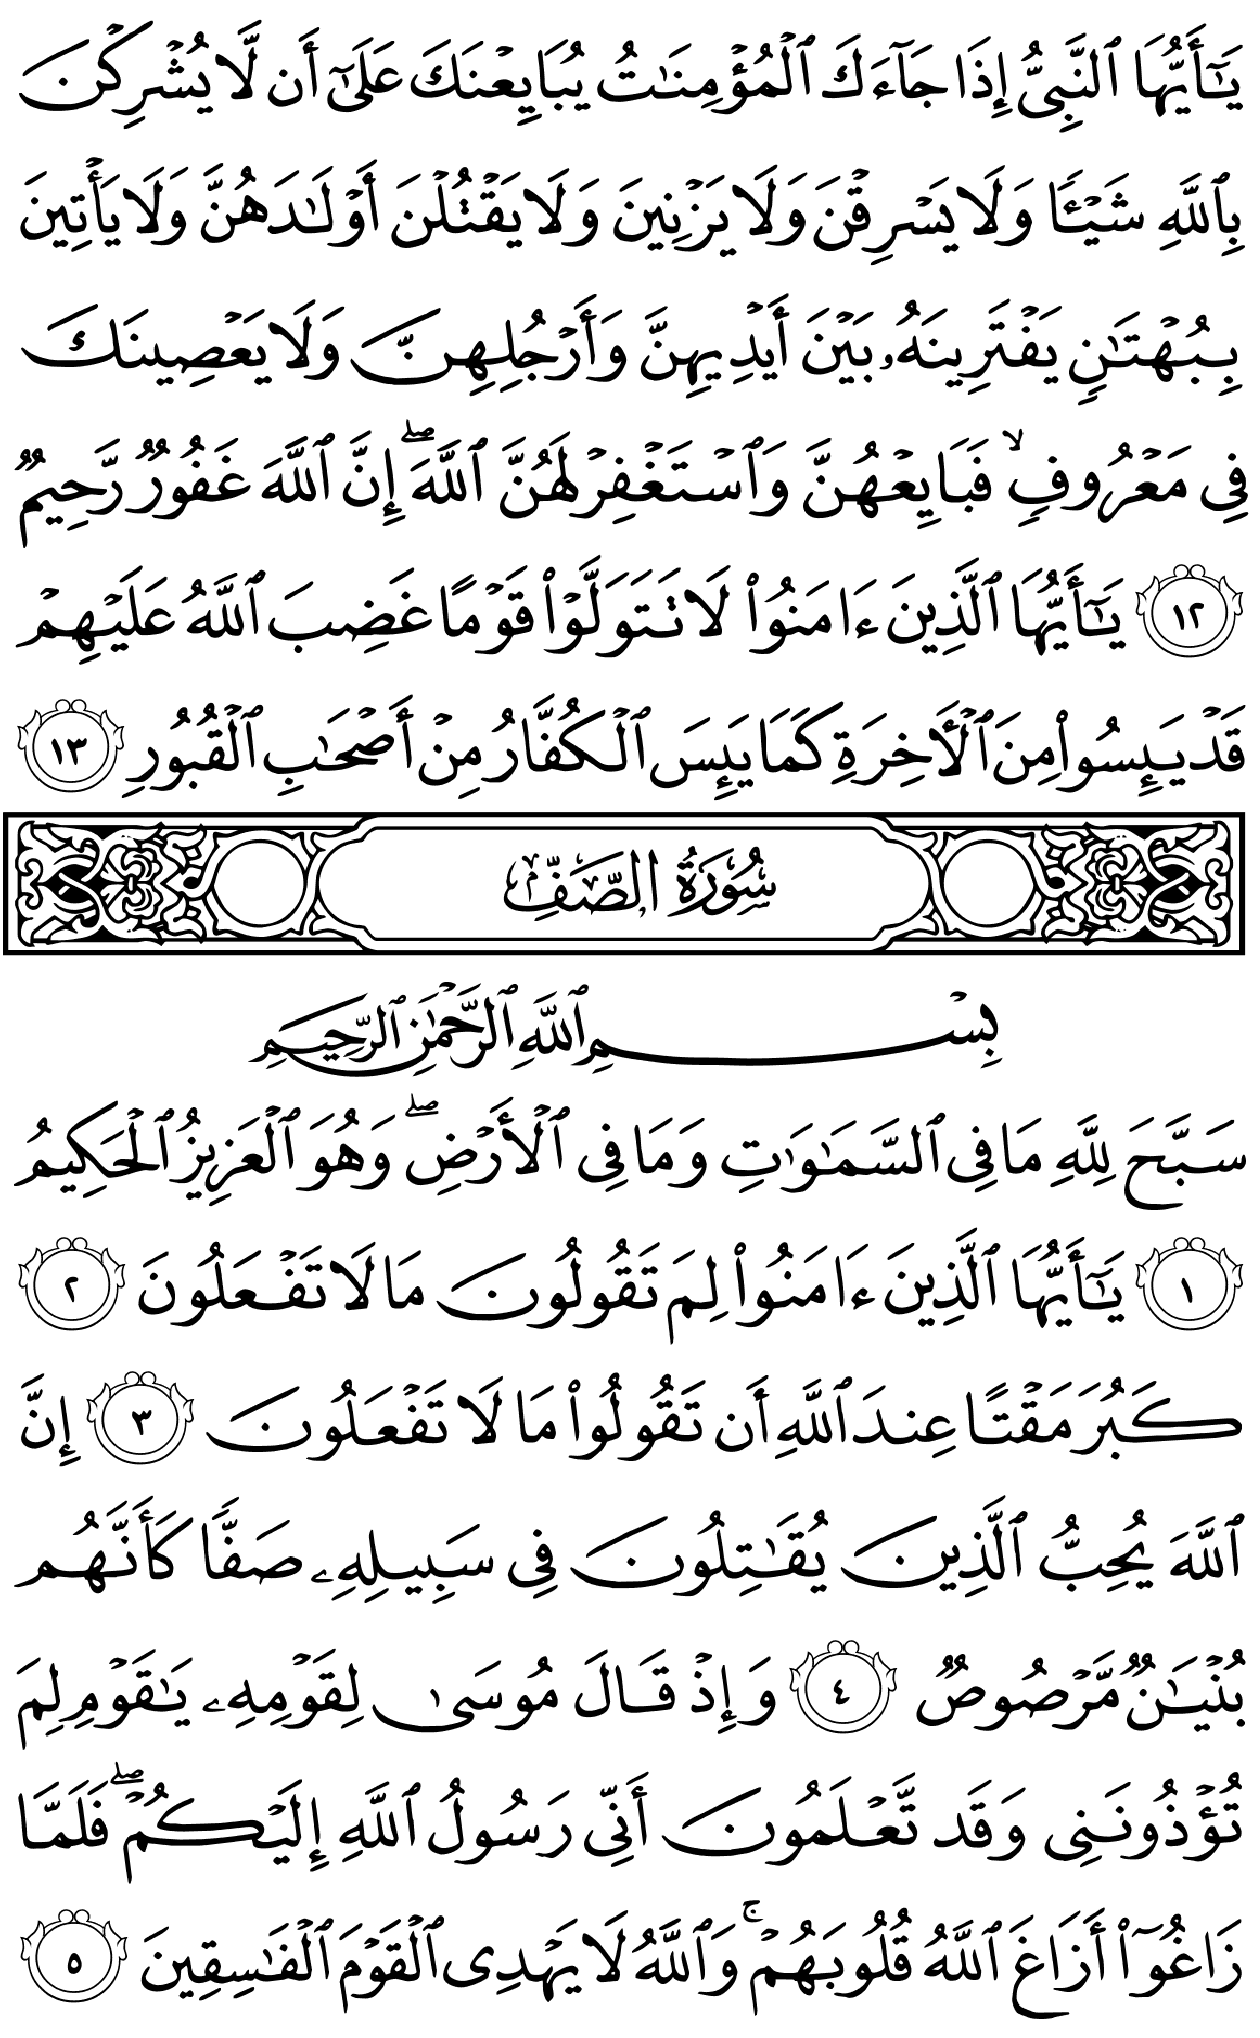 يَـٰٓأَيُّهَا ٱلنَّبِىُّ إِذَا جَآءَكَ ٱلْمُؤْمِنَـٰتُ يُبَايِعْنَكَ عَلَىٰٓ أَن لَّا يُشْرِكْنَ
بِٱللَّهِ شَيْـًٔا وَلَا يَسْرِقْنَ وَلَا يَزْنِينَ وَلَا يَقْتُلْنَ أَوْلَـٰدَهُنَّ وَلَا يَأْتِينَ
بِبُهْتَـٰنٍ يَفْتَرِينَهُۥ بَيْنَ أَيْدِيهِنَّ وَأَرْجُلِهِنَّ وَلَا يَعْصِينَكَ
فِى مَعْرُوفٍ ۙ فَبَايِعْهُنَّ وَٱسْتَغْفِرْ لَهُنَّ ٱللَّهَ ۖ إِنَّ ٱللَّهَ غَفُورٌ رَّحِيمٌ
١٢ يَـٰٓأَيُّهَا ٱلَّذِينَ ءَامَنُوا۟ لَا تَتَوَلَّوْا۟ قَوْمًا غَضِبَ ٱللَّهُ عَلَيْهِمْ
قَدْ يَئِسُوا۟ مِنَ ٱلْـَٔاخِرَةِ كَمَا يَئِسَ ٱلْكُفَّارُ مِنْ أَصْحَـٰبِ ٱلْقُبُورِ ١٣
سُورَةُ الصَّفِّ
بِسْمِ ٱللَّهِ ٱلرَّحْمَـٰنِ ٱلرَّحِيمِ
سَبَّحَ لِلَّهِ مَا فِى ٱلسَّمَـٰوَٰتِ وَمَا فِى ٱلْأَرْضِ ۖ وَهُوَ ٱلْعَزِيزُ ٱلْحَكِيمُ
١ يَـٰٓأَيُّهَا ٱلَّذِينَ ءَامَنُوا۟ لِمَ تَقُولُونَ مَا لَا تَفْعَلُونَ ٢
كَبُرَ مَقْتًا عِندَ ٱللَّهِ أَن تَقُولُوا۟ مَا لَا تَفْعَلُونَ ٣ إِنَّ
ٱللَّهَ يُحِبُّ ٱلَّذِينَ يُقَـٰتِلُونَ فِى سَبِيلِهِۦ صَفًّا كَأَنَّهُم
بُنْيَـٰنٌ مَّرْصُوصٌ ٤ وَإِذْ قَالَ مُوسَىٰ لِقَوْمِهِۦ يَـٰقَوْمِ لِمَ
تُؤْذُونَنِى وَقَد تَّعْلَمُونَ أَنِّى رَسُولُ ٱللَّهِ إِلَيْكُمْ ۖ فَلَمَّا
زَاغُوٓا۟ أَزَاغَ ٱللَّهُ قُلُوبَهُمْ ۚ وَٱللَّهُ لَا يَهْدِى ٱلْقَوْمَ ٱلْفَـٰسِقِينَ ٥